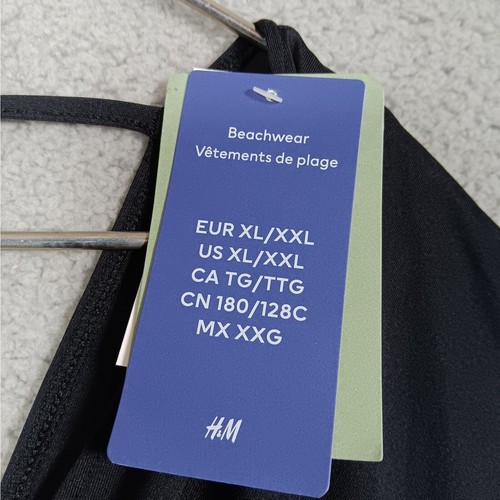 Beachwear
Vêtements de plage
EUR XL/XXL
US XL/XXL
CA TG/TTG
CN 180/128C
MX XXG
H&M